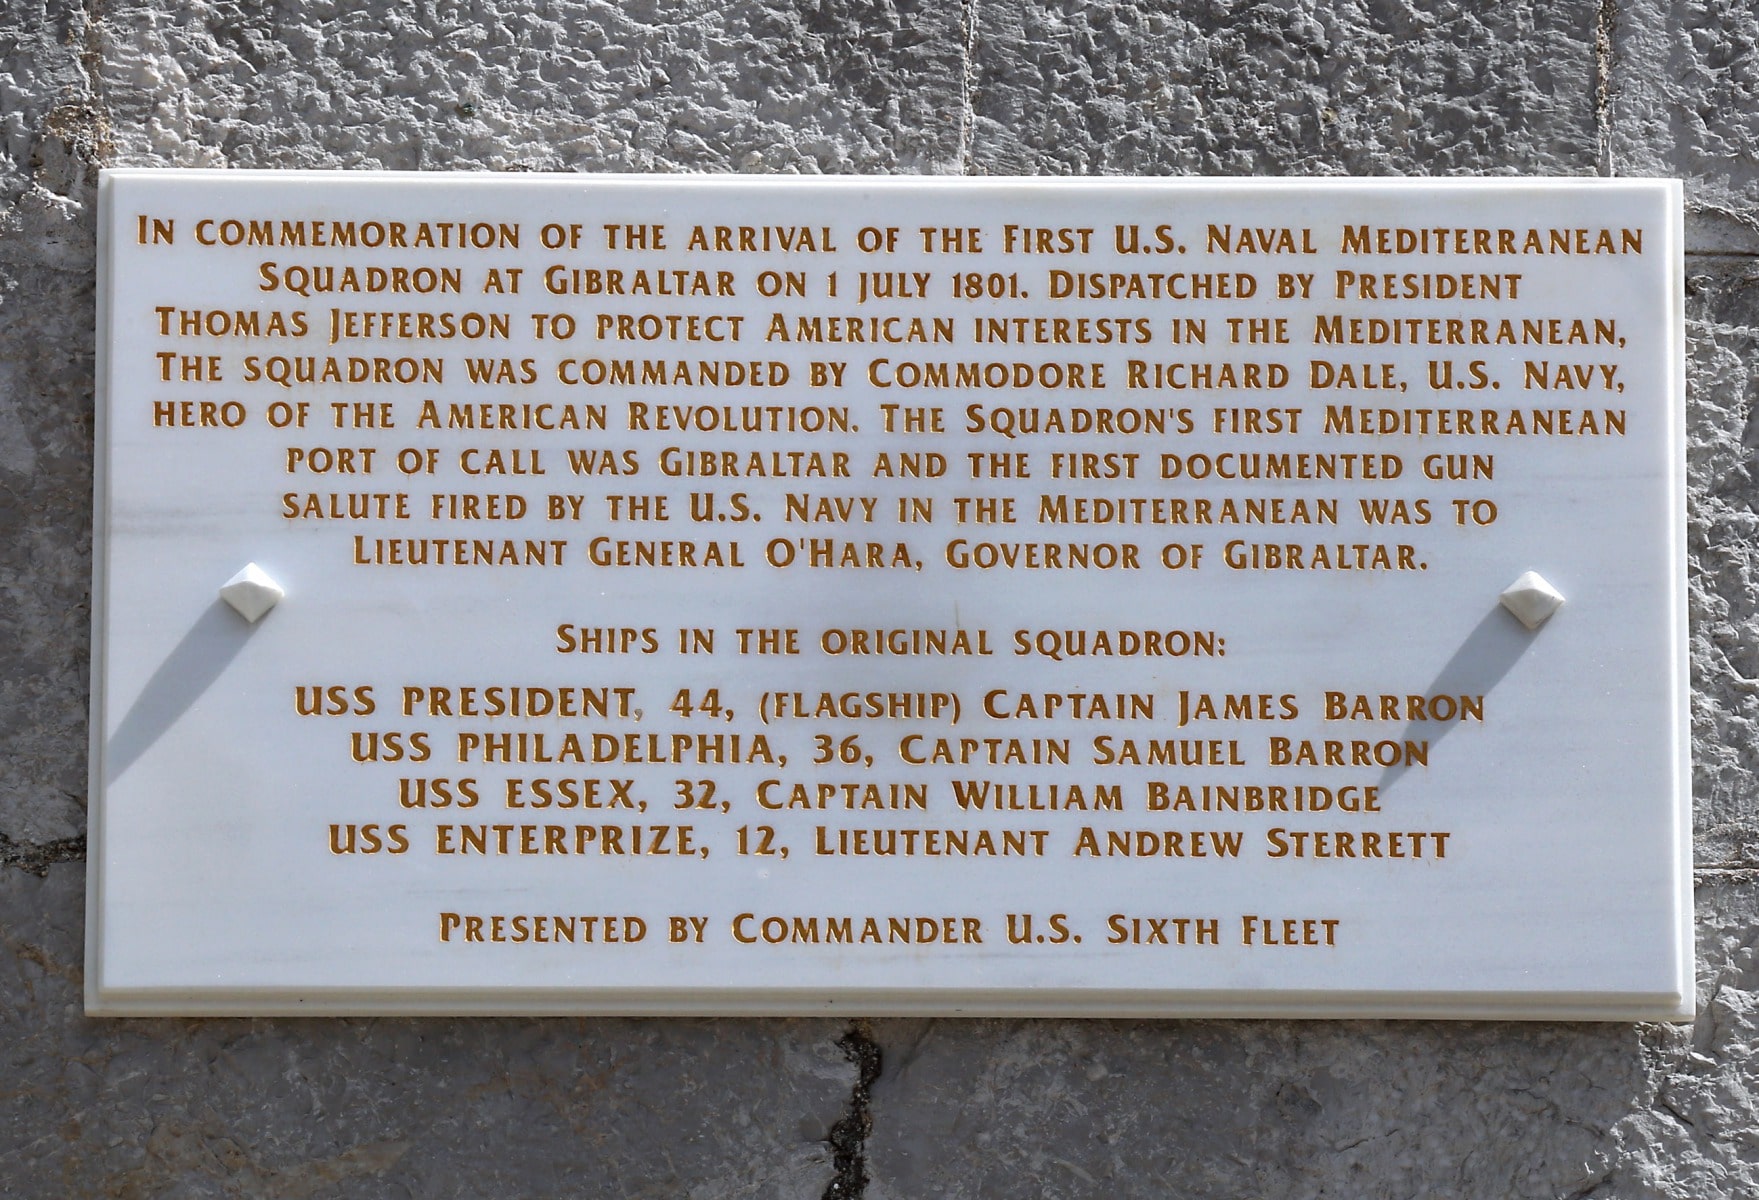 In commemoration of the arrival of the First U.S. Naval Mediterranean
Squadron at Gibraltar on 1 July 1801. Dispatched by President
Thomas Jefferson to protect American interests in the Mediterranean,
the squadron was commanded by Commodore Richard Dale, U.S. Navy,
hero of the American Revolution. The Squadron's first Mediterranean
port of call was Gibraltar and the first documented gun
salute fired by the U.S. Navy in the Mediterranean was to
Lieutenant General O'Hara, Governor of Gibraltar.
Ships in the original squadron:
USS PRESIDENT, 44, (flagship) Captain James Barron
USS PHILADELPHIA, 36, Captain Samuel Barron
USS ESSEX, 32, Captain William Bainbridge
USS ENTERPRIZE, 12, Lieutenant Andrew Sterrett
Presented by Commander U.S. Sixth Fleet